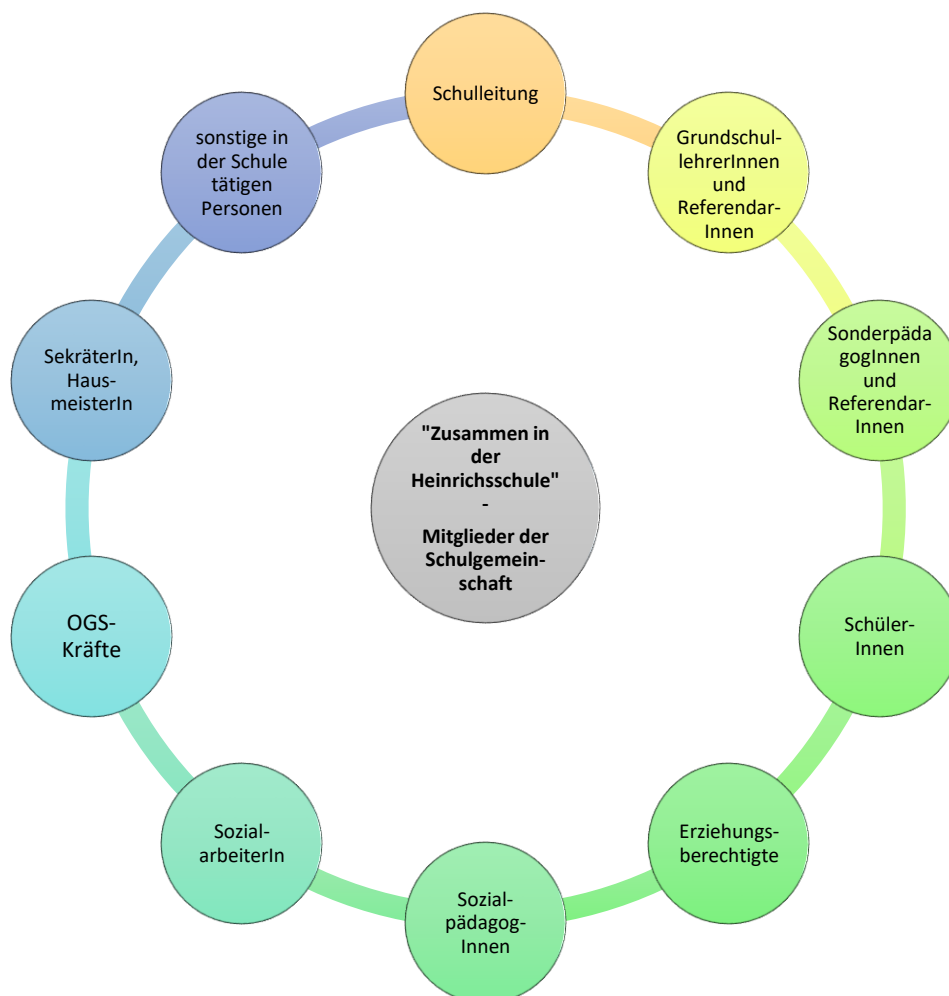 Schulleitung
Grundschul-
lehrerInnen
und
Referendar-
Innen
Sonderpäda
gogInnen
und
Referendar-
Innen
Schüler-
Innen
Erziehungs-
berechtigte
Sozial-
pädagog-
Innen
Sozial-
arbeiterIn
OGS-
Kräfte
SekräterIn,
Haus-
meisterIn
sonstige in
der Schule
tätigen
Personen
"Zusammen in
der
Heinrichsschule"
-
Mitglieder der
Schulgemein-
schaft